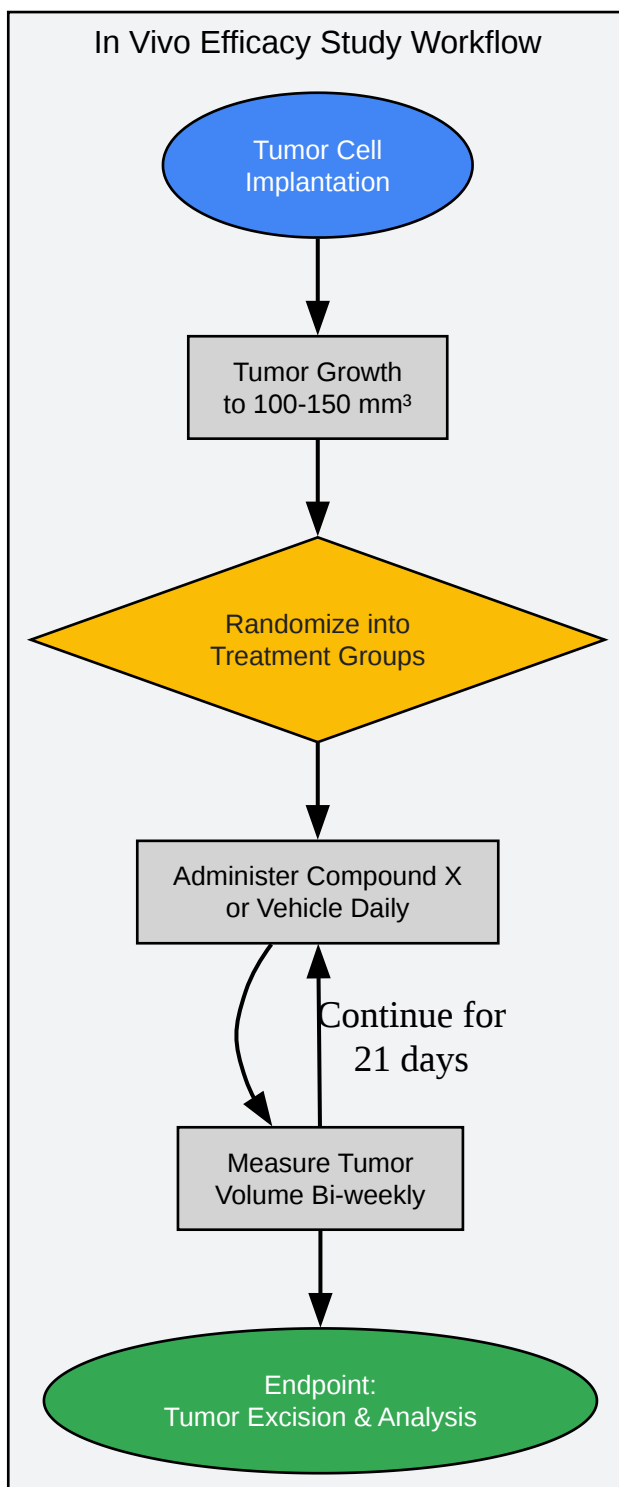 In Vivo Efficacy Study Workflow
Tumor Cell
Implantation
Tumor Growth
to 100-150 mm³
Randomize into
Treatment Groups
Administer Compound X
or Vehicle Daily
Continue for
21 days
Measure Tumor
Volume Bi-weekly
Endpoint:
Tumor Excision & Analysis